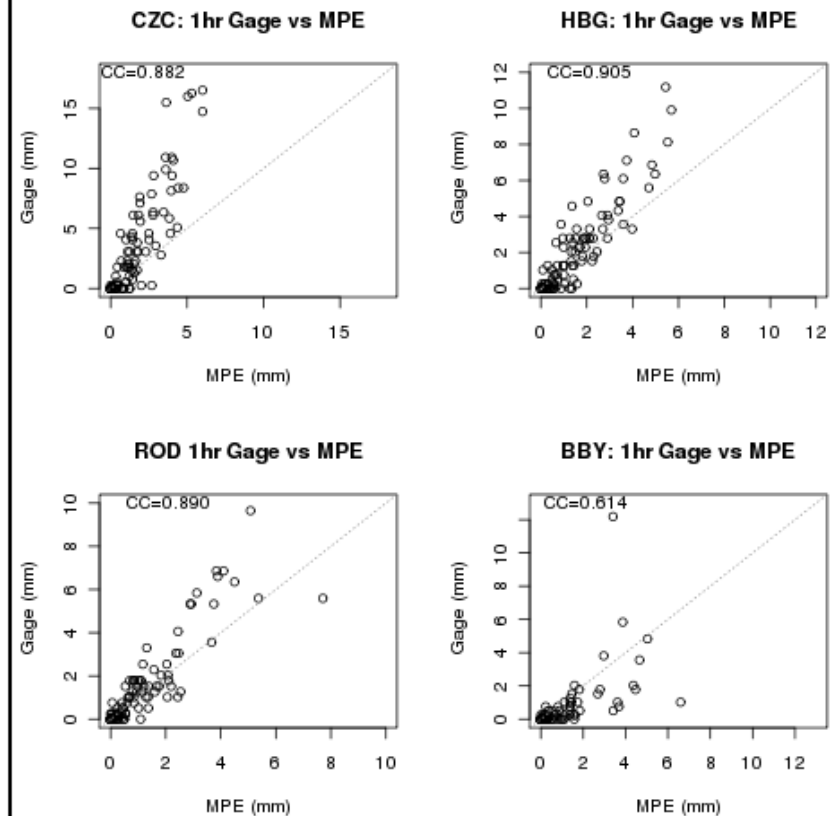 CZC: 1hr Gage vs MPE
CC=0.882
Gage (mm)
0 5 10 15
0 5 10 15
MPE (mm)
HBG: 1hr Gage vs MPE
CC=0.905
Gage (mm)
0 2 4 6 8 10 12
0 2 4 6 8 10 12
MPE (mm)
ROD 1hr Gage vs MPE
CC=0.890
Gage (mm)
0 2 4 6 8 10
0 2 4 6 8 10
MPE (mm)
BBY: 1hr Gage vs MPE
CC=0.614
Gage (mm)
0 2 4 6 8 10
0 2 4 6 8 10 12
MPE (mm)